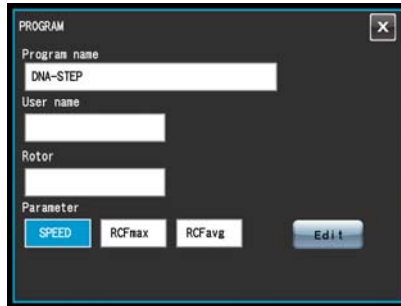 PROGRAM X
Program name
DNA-STEP
User name
Rotor
Parameter
SPEED RCFmax RCFavg Edit